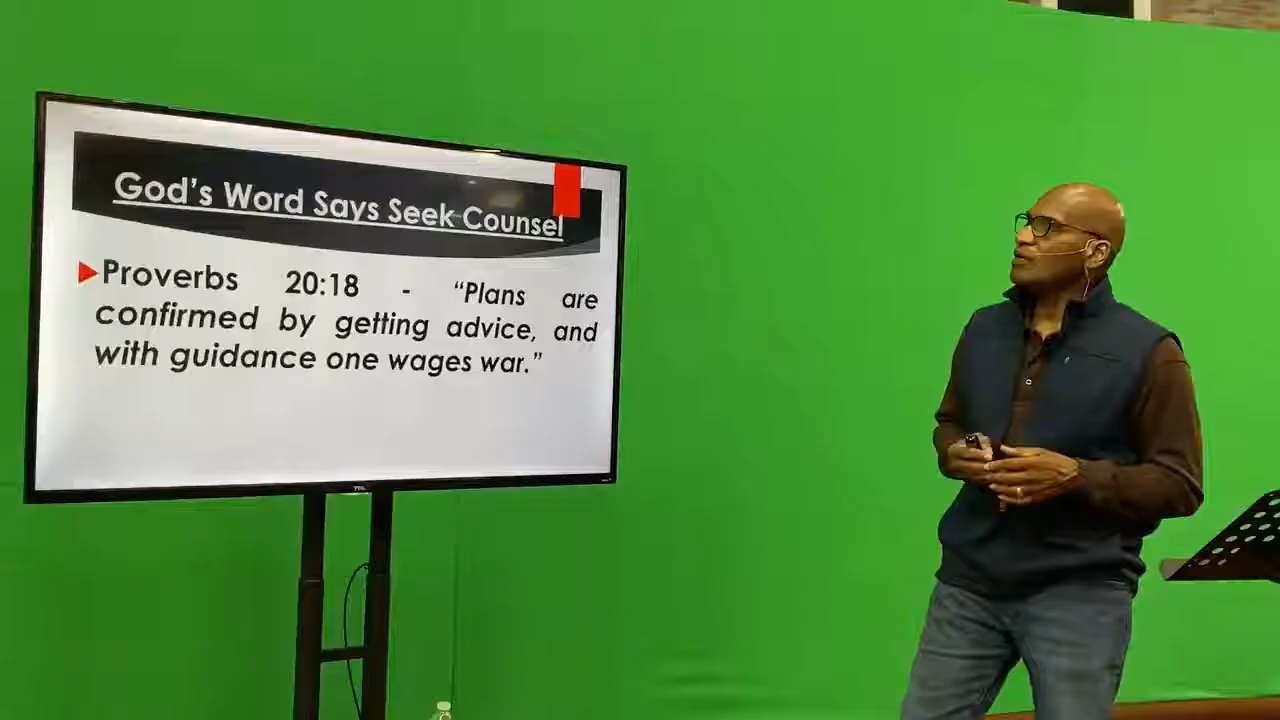 God's Word Says Seek Counsel
Proverbs 20:18 - “Plans are
confirmed by getting advice, and
with guidance one wages war.”
TCL